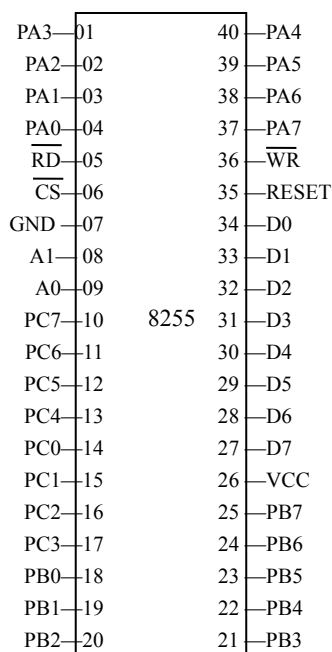 PA3 01 40 PA4
PA2 02 39 PA5
PA1 03 38 PA6
PA0 04 37 PA7
RD 05 36 WR
CS 06 35 RESET
GND 07 34 D0
A1 08 33 D1
A0 09 32 D2
PC7 10 8255 31 D3
PC6 11 30 D4
PC5 12 29 D5
PC4 13 28 D6
PC0 14 27 D7
PC1 15 26 VCC
PC2 16 25 PB7
PC3 17 24 PB6
PB0 18 23 PB5
PB1 19 22 PB4
PB2 20 21 PB3